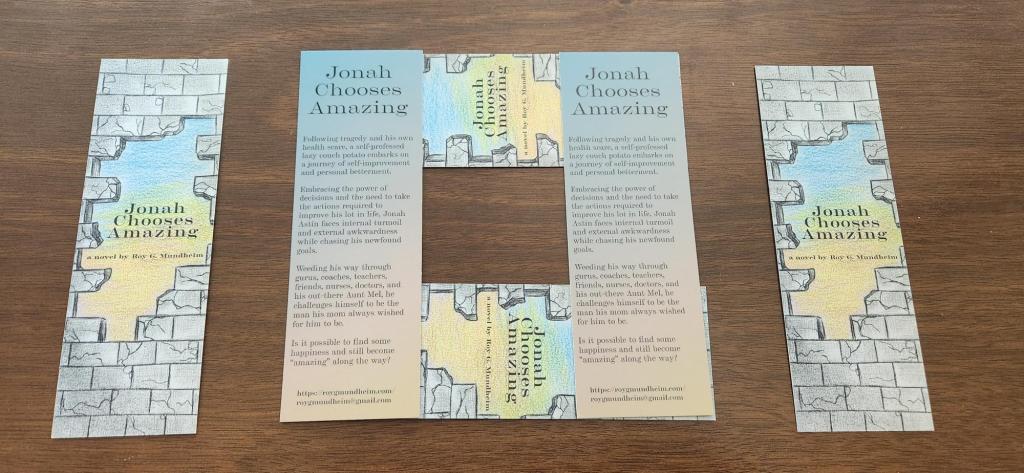 Jonah
Chooses
Amazing
a novel by Roy G. Mundheim
Jonah
Chooses
Amazing
Following tragedy and his own
health scare, a self-professed
lazy couch potato embarks on
a journey of self-improvement
and personal betterment.
Embracing the power of
decisions and the need to take
the actions required to
improve his lot in life, Jonah
Astin faces internal turmoil
and external awkwardness
while chasing his newfound
goals.
Weeding his way through
gurus, coaches, teachers,
friends, nurses, doctors, and
his out-there Aunt Mel, he
challenges himself to be the
man his mom always wished
for him to be.
Is it possible to find some
happiness and still become
"amazing" along the way?
https://roygmundheim.com/
roygmundheim@gmail.com
Jonah
Chooses
Amazing
a novel by Roy G. Mundheim
Jonah
Chooses
Amazing
a novel by Roy G. Mundheim
Jonah
Chooses
Amazing
Following tragedy and his own
health scare, a self-professed
lazy couch potato embarks on
a journey of self-improvement
and personal betterment.
Embracing the power of
decisions and the need to take
the actions required to
improve his lot in life, Jonah
Astin faces internal turmoil
and external awkwardness
while chasing his newfound
goals.
Weeding his way through
gurus, coaches, teachers,
friends, nurses, doctors, and
his out-there Aunt Mel, he
challenges himself to be the
man his mom always wished
for him to be.
Is it possible to find some
happiness and still become
"amazing" along the way?
https://roygmundheim.com/
roygmundheim@gmail.com
Jonah
Chooses
Amazing
a novel by Roy G. Mundheim